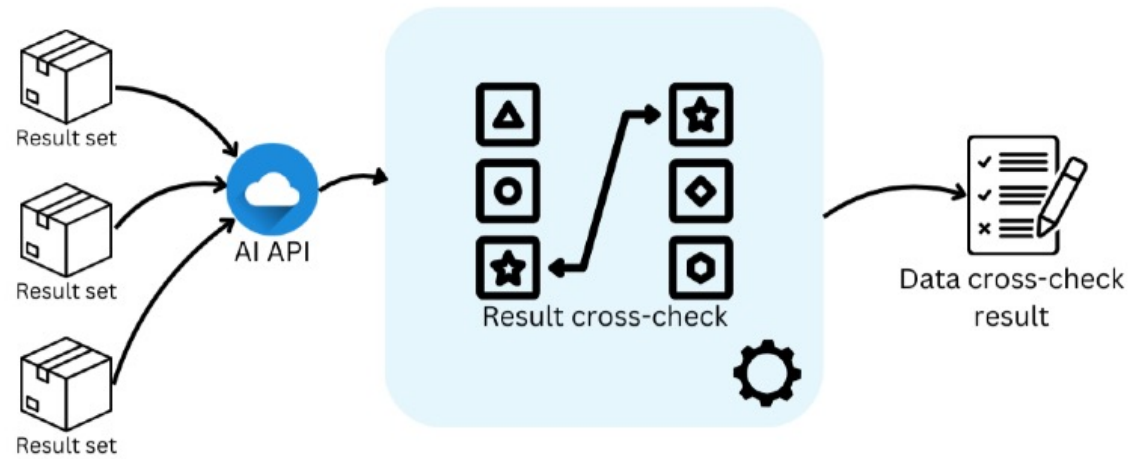 Result set
Result set
Result set
AI API
Result cross-check
Data cross-check
result